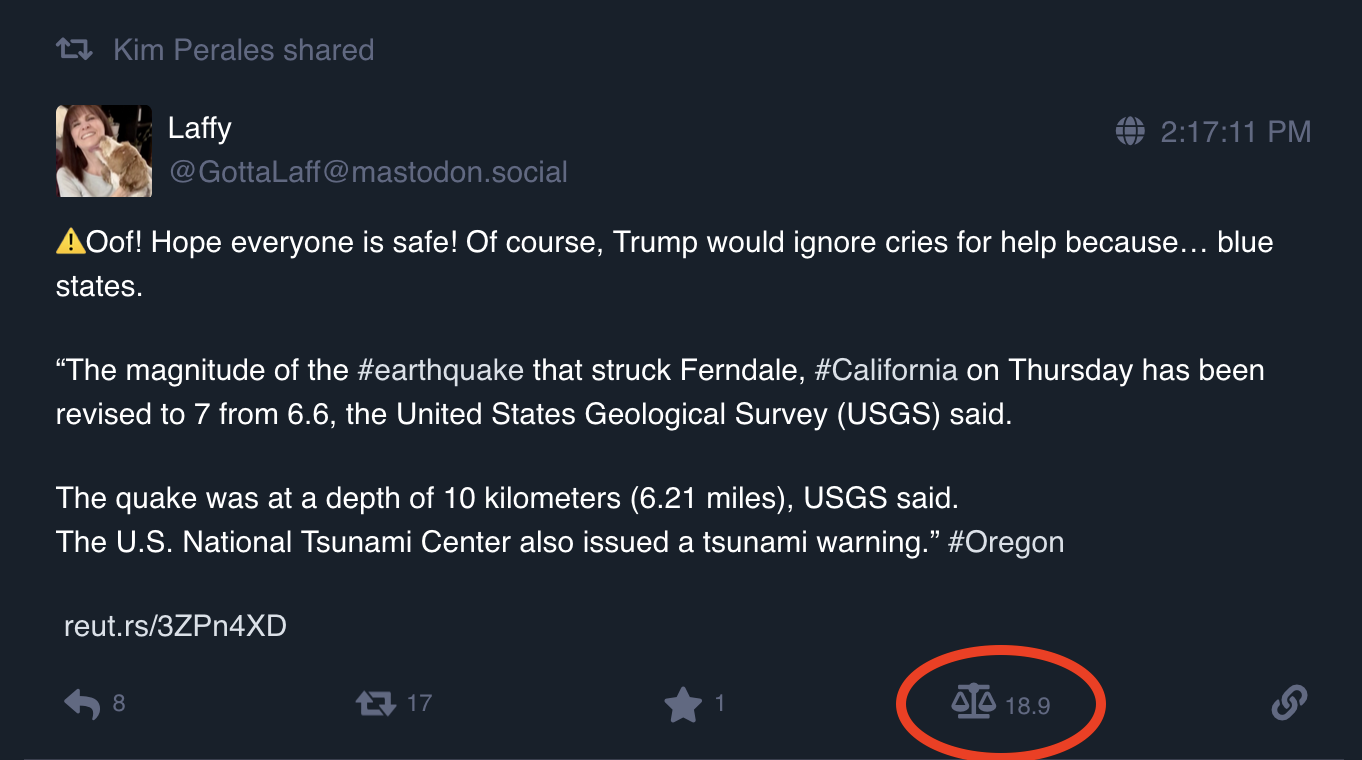 Kim Perales shared
Laffy
2:17:11 PM
@GottaLaff@mastodon.social
⚠️Oof! Hope everyone is safe! Of course, Trump would ignore cries for help because… blue
states.
“The magnitude of the #earthquake that struck Ferndale, #California on Thursday has been
revised to 7 from 6.6, the United States Geological Survey (USGS) said.
The quake was at a depth of 10 kilometers (6.21 miles), USGS said.
The U.S. National Tsunami Center also issued a tsunami warning.” #Oregon
reut.rs/3ZPn4XD
8 17 1 18.9